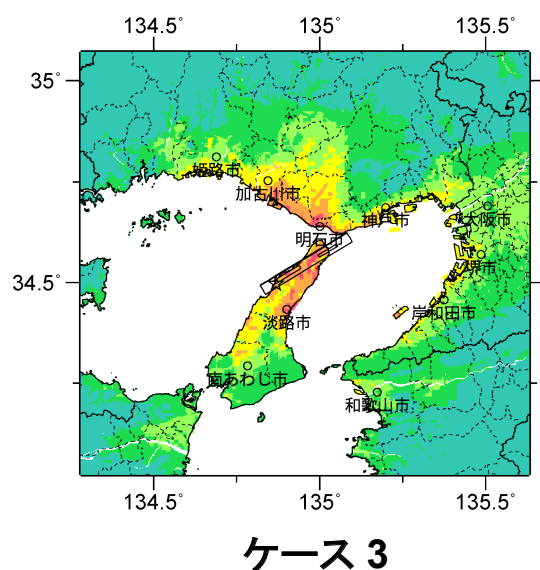 134.5° 135° 135.5°
35°
姫路市
加古川市
神戸市
大阪市
明石市
堺市
34.5°
淡路市
岸和田市
南あわじ市
和歌山市
134.5° 135° 135.5°
ケース 3